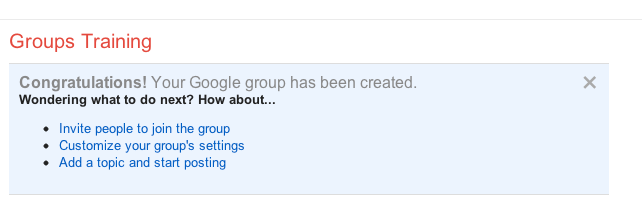 Groups Training
Congratulations! Your Google group has been created.
Wondering what to do next? How about...
Invite people to join the group
Customize your group's settings
Add a topic and start posting